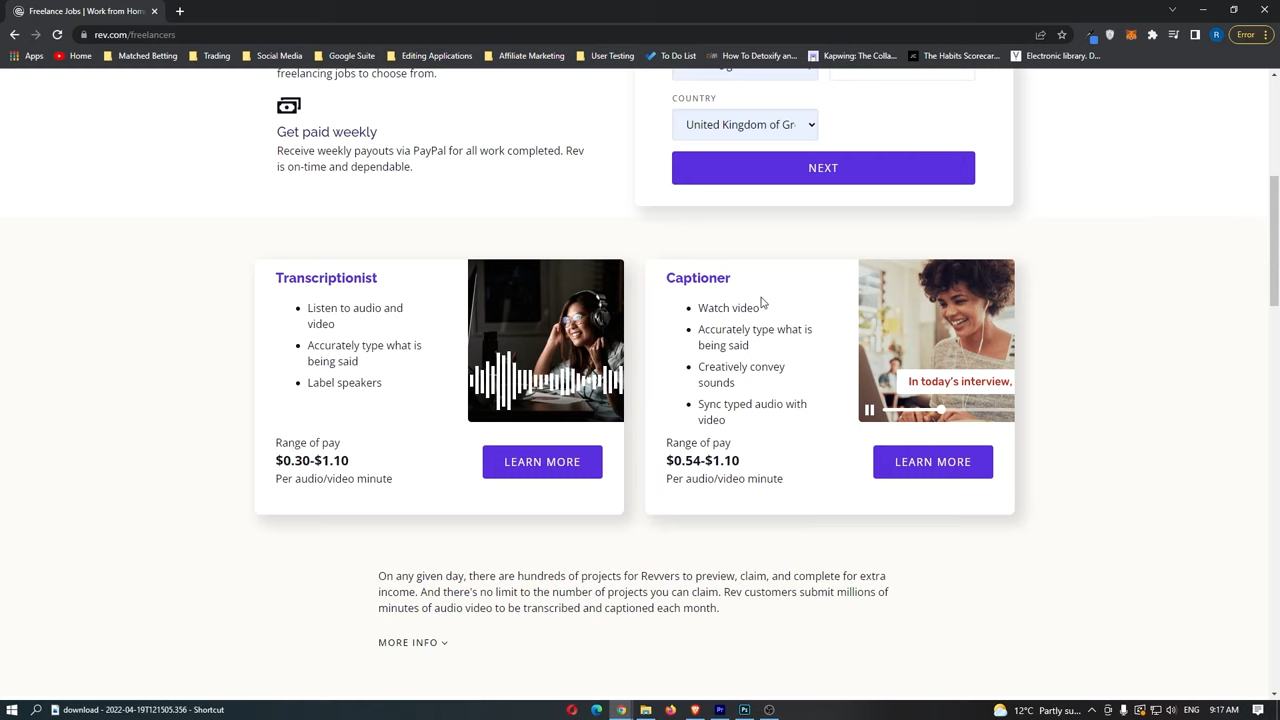 Freelance Jobs | Work from Hom
rev.com/freelancers
Error
Apps
Home
Matched Betting
Trading
Social Media
Google Suite
Editing Applications
Affiliate Marketing
User Testing
To Do List
How To Detoxify an...
Kapwing: The Colla...
The Habits Scorecar...
Electronic library. D...
freelancing jobs to choose from.
Get paid weekly
Receive weekly payouts via PayPal for all work completed. Rev
is on-time and dependable.
COUNTRY
United Kingdom of Gr
NEXT
Transcriptionist
Listen to audio and
video
Accurately type what is
being said
Label speakers
Range of pay
$0.30-$1.10
Per audio/video minute
LEARN MORE
Captioner
Watch video
Accurately type what is
being said
Creatively convey
sounds
Sync typed audio with
video
In today's interview,
Range of pay
$0.54-$1.10
Per audio/video minute
LEARN MORE
On any given day, there are hundreds of projects for Revvers to preview, claim, and complete for extra
income. And there's no limit to the number of projects you can claim. Rev customers submit millions of
minutes of audio video to be transcribed and captioned each month.
MORE INFO
download - 2022-04-19T121505.356 - Shortcut
12°C Partly su...
ENG
9:17 AM